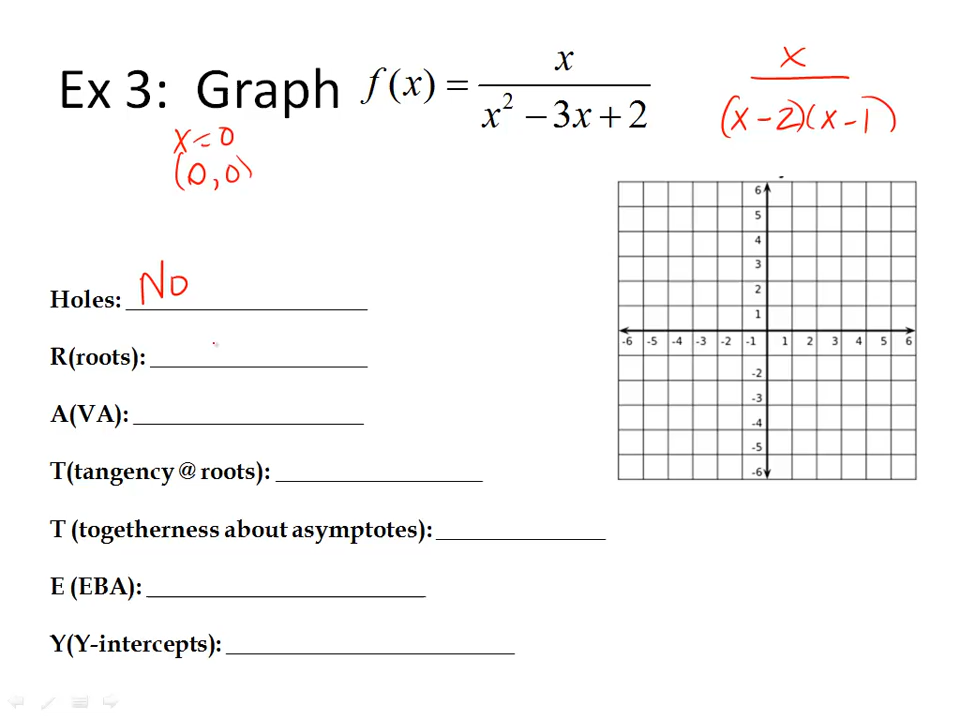 Ex 3: Graph f(x) = x / (x² − 3x + 2)
x / ((x−2)(x−1))
x=0
(0,0)
Holes: No
R(roots):
A(VA):
T(tangency @ roots):
T (togetherness about asymptotes):
E (EBA):
Y(Y-intercepts):
6
5
4
3
2
1
-6 -5 -4 -3 -2 -1 1 2 3 4 5 6
-2
-3
-4
-5
-6